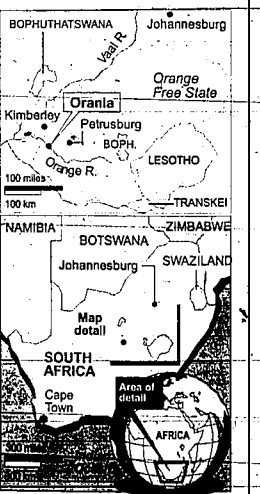 BOPHUTHATSWANA
Johannesburg
Vaal R.
Orange
Free State
Orania
Kimberley
Petrusburg
BOPH.
LESOTHO
Orange R.
100 miles
100 km
TRANSKEI
NAMIBIA
ZIMBABWE
BOTSWANA
SWAZILAND
Johannesburg
Map
detail
SOUTH
AFRICA
Area of
detail
Cape
Town
AFRICA
300 miles